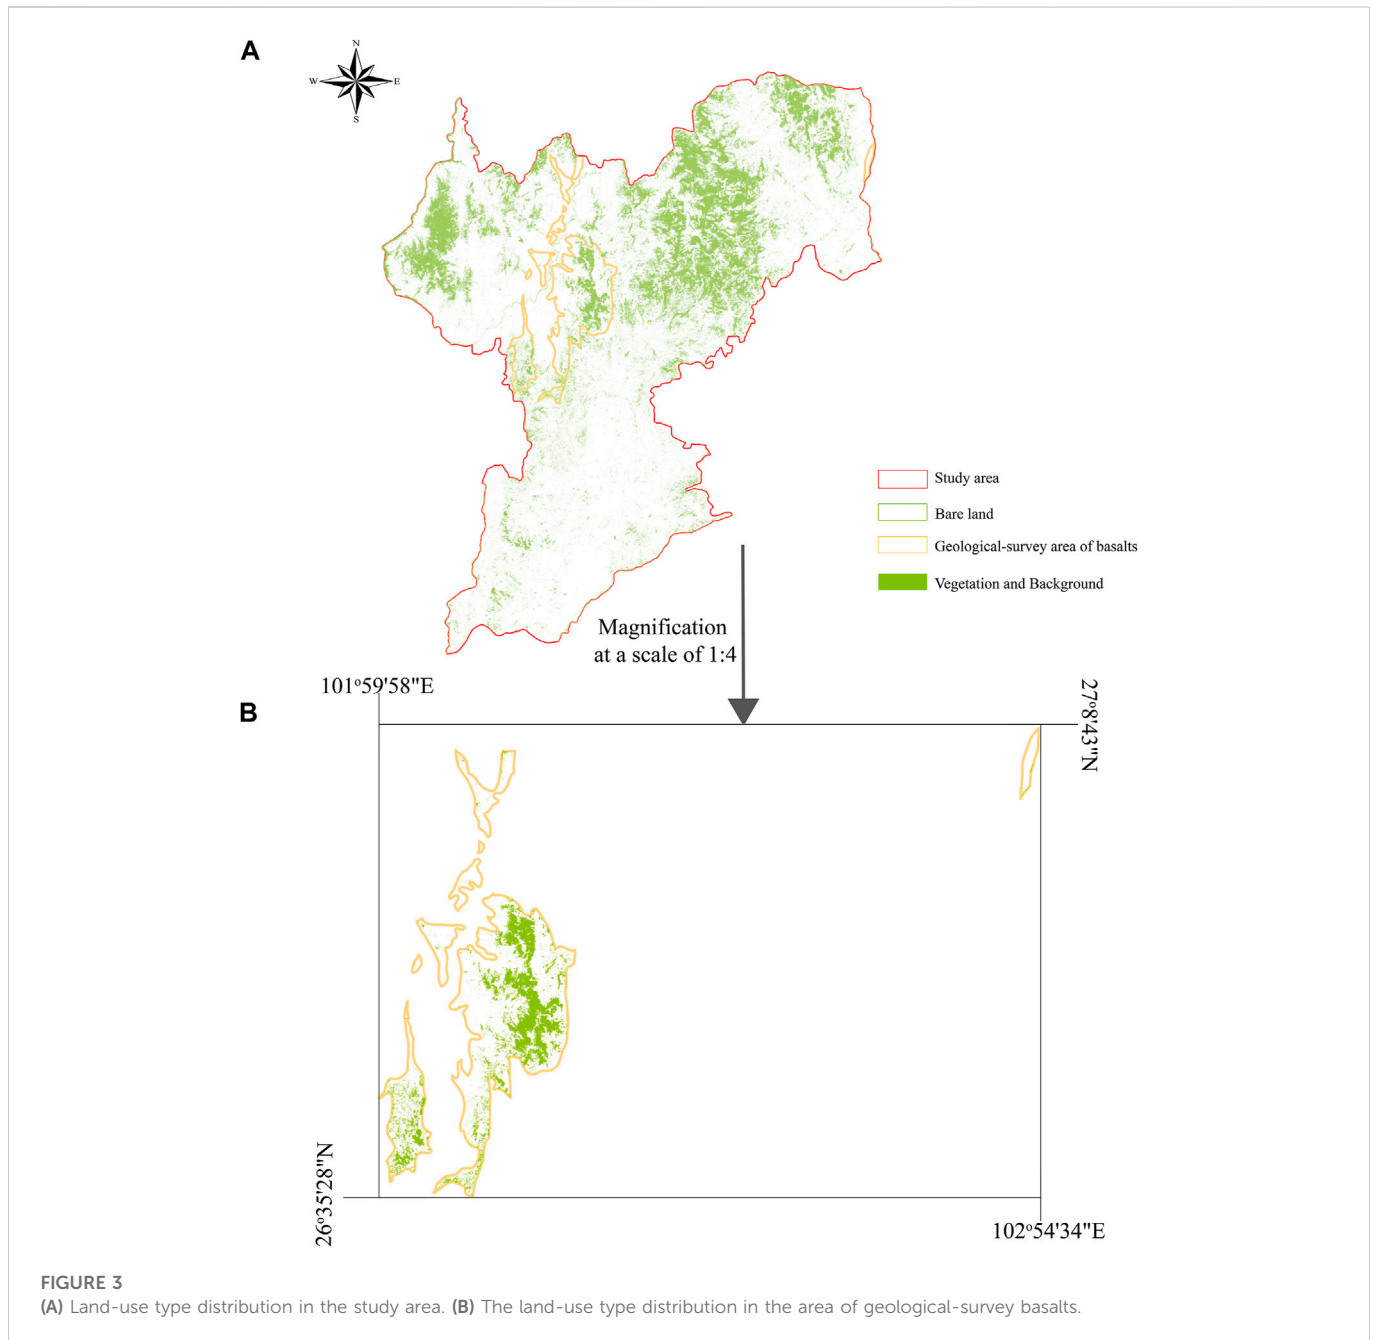 A
N
W
E
S
Study area
Bare land
Geological-survey area of basalts
Vegetation and Background
Magnification
at a scale of 1:4
101°59'58"E
27°8'43"N
B
26°35'28"N
102°54'34"E
FIGURE 3
(A) Land-use type distribution in the study area. (B) The land-use type distribution in the area of geological-survey basalts.